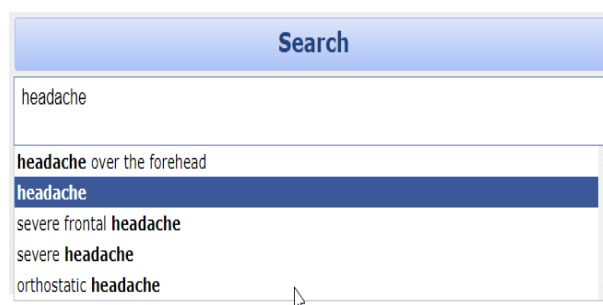 Search
headache
headache over the forehead
headache
severe frontal headache
severe headache
orthostatic headache